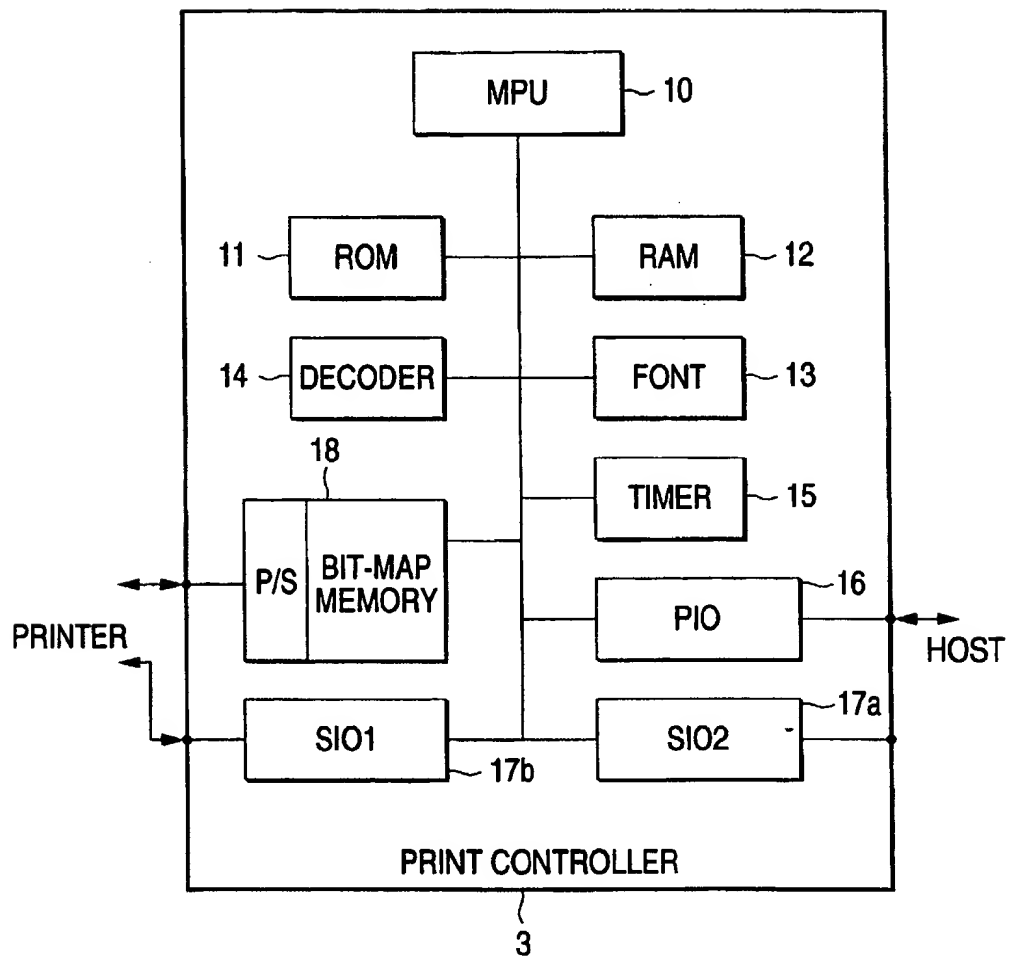 MPU 10
11 ROM RAM 12
14 DECODER FONT 13
18
TIMER 15
P/S BIT-MAP
MEMORY
16
PIO
PRINTER
HOST
17a
SIO1 SIO2
17b
PRINT CONTROLLER
3